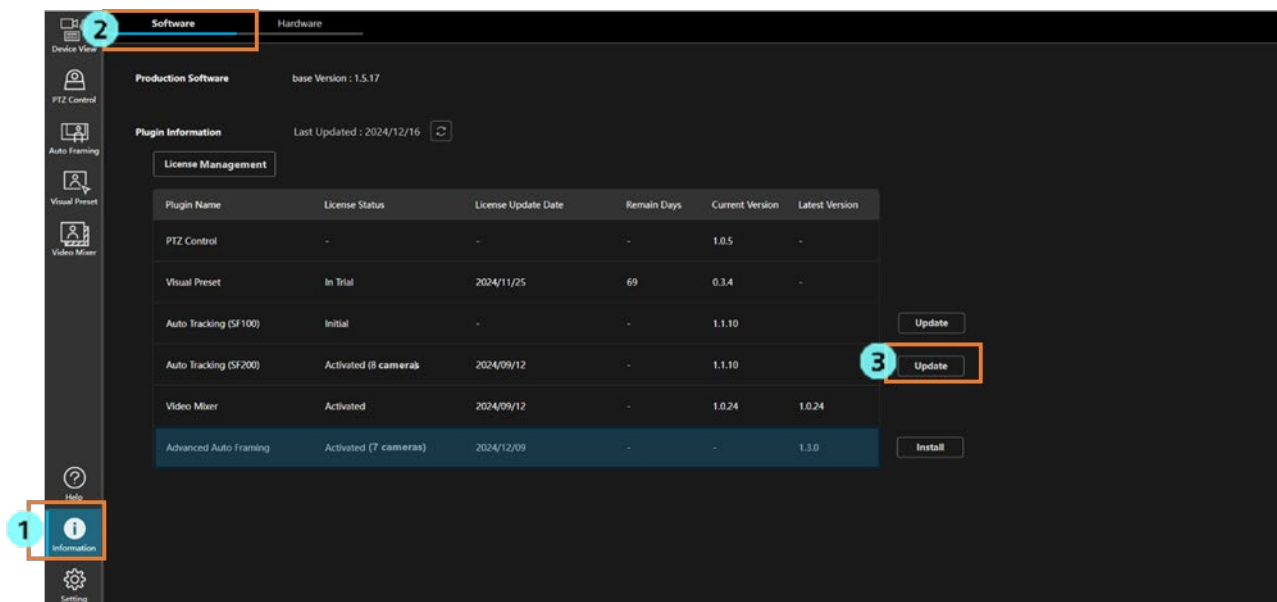 2
Software Hardware
Device View
PTZ Control
Auto Framing
Visual Preset
Video Mixer
Production Software base Version : 1.5.17
Plugin Information Last Updated : 2024/12/16
License Management
Plugin Name License Status License Update Date Remain Days Current Version Latest Version
PTZ Control - - - 1.0.5 -
Visual Preset In Trial 2024/11/25 69 0.3.4 -
Auto Tracking (SF100) Initial - - 1.1.10 Update
Auto Tracking (SF200) Activated (8 cameras 2024/09/12 - 1.1.10 3 Update
Video Mixer Activated 2024/09/12 - 1.0.24 1.0.24
Advanced Auto Framing Activated (7 cameras) 2024/12/09 - - 1.3.0 Install
Help
1
i
Information
Setting